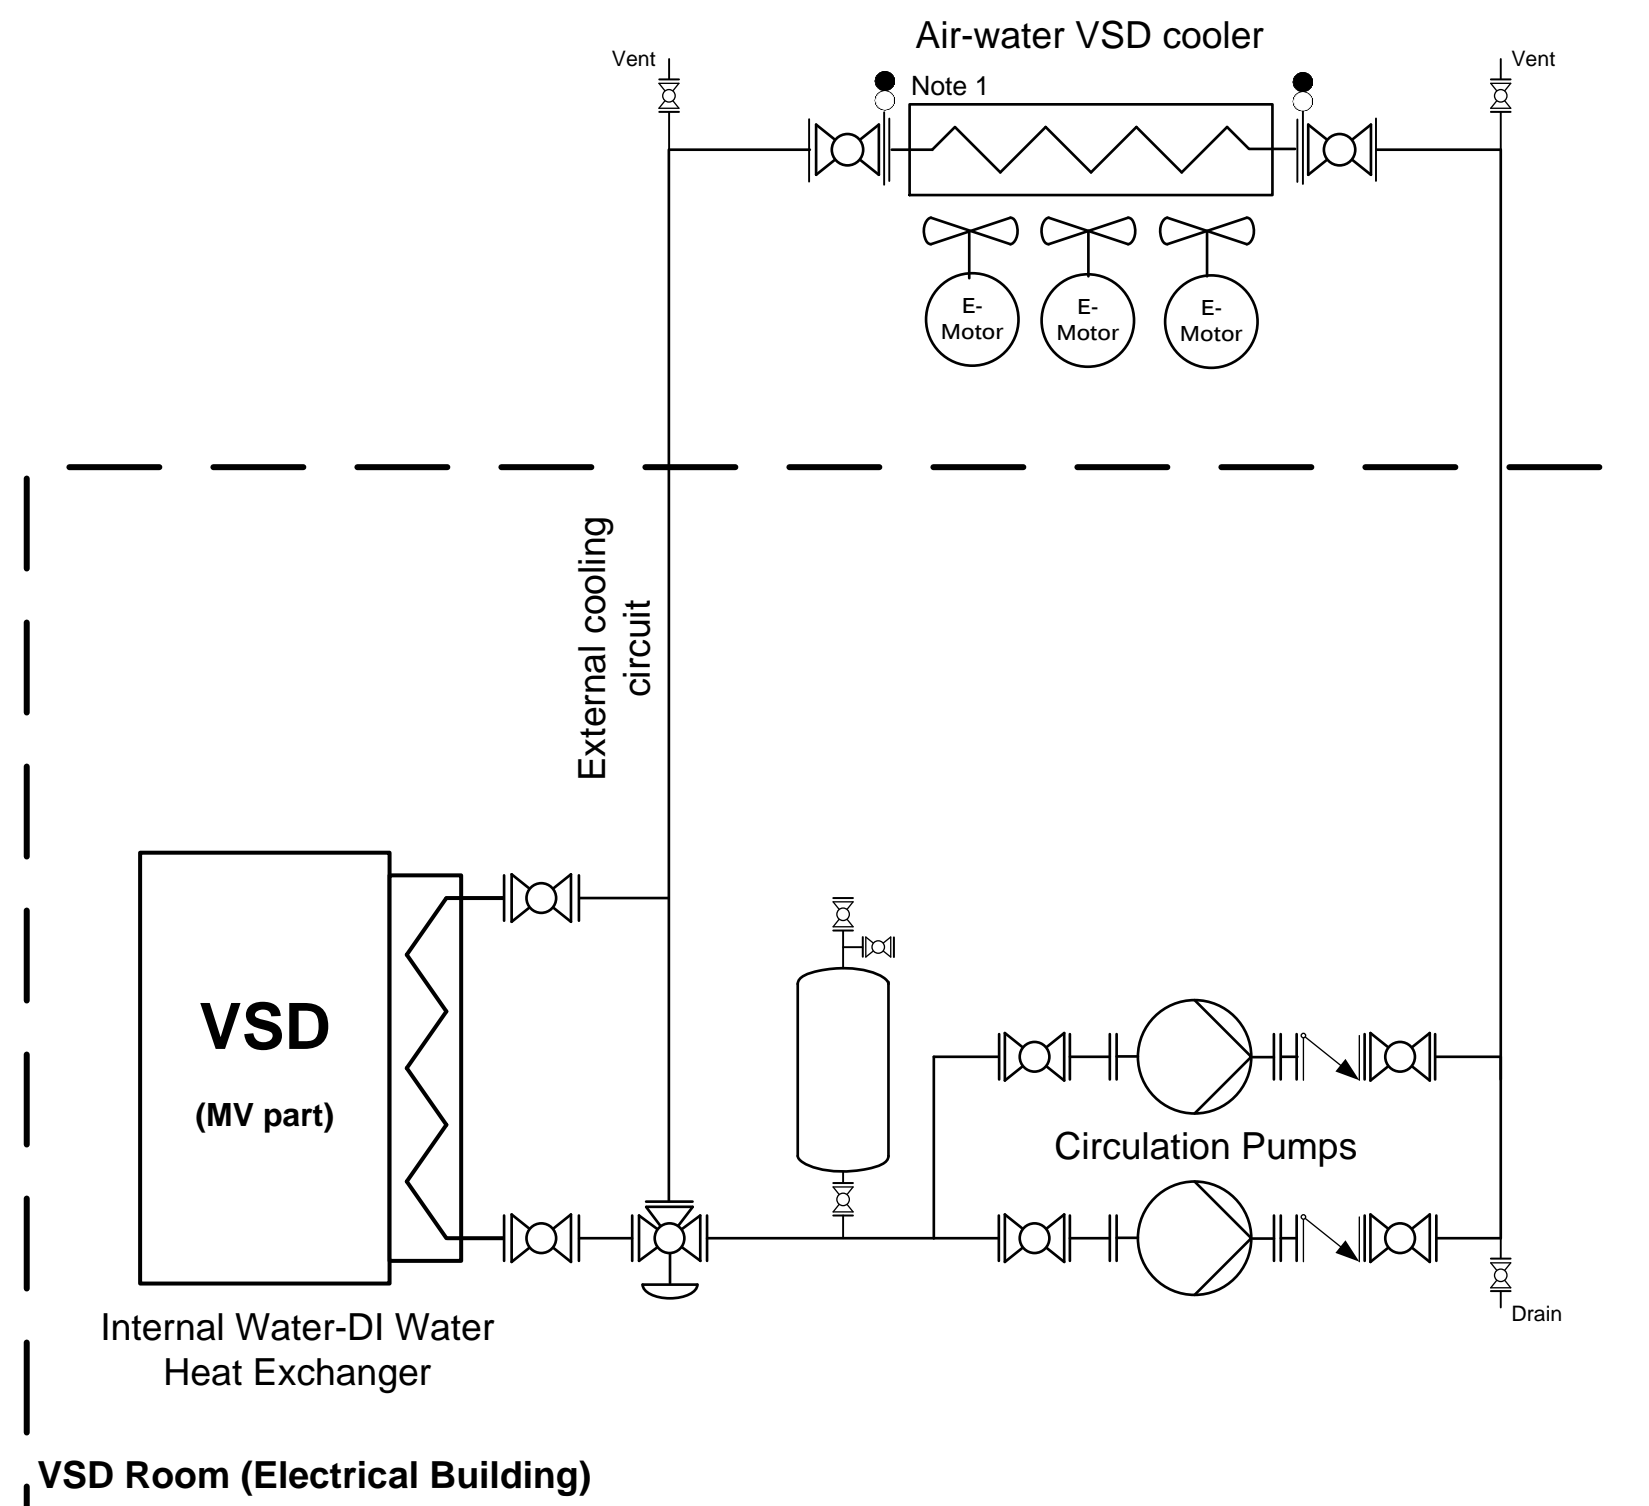 Air-water VSD cooler
Vent
Vent
Note 1
E-
Motor
E-
Motor
E-
Motor
External cooling
circuit
VSD
(MV part)
Circulation Pumps
Drain
Internal Water-DI Water
Heat Exchanger
VSD Room (Electrical Building)